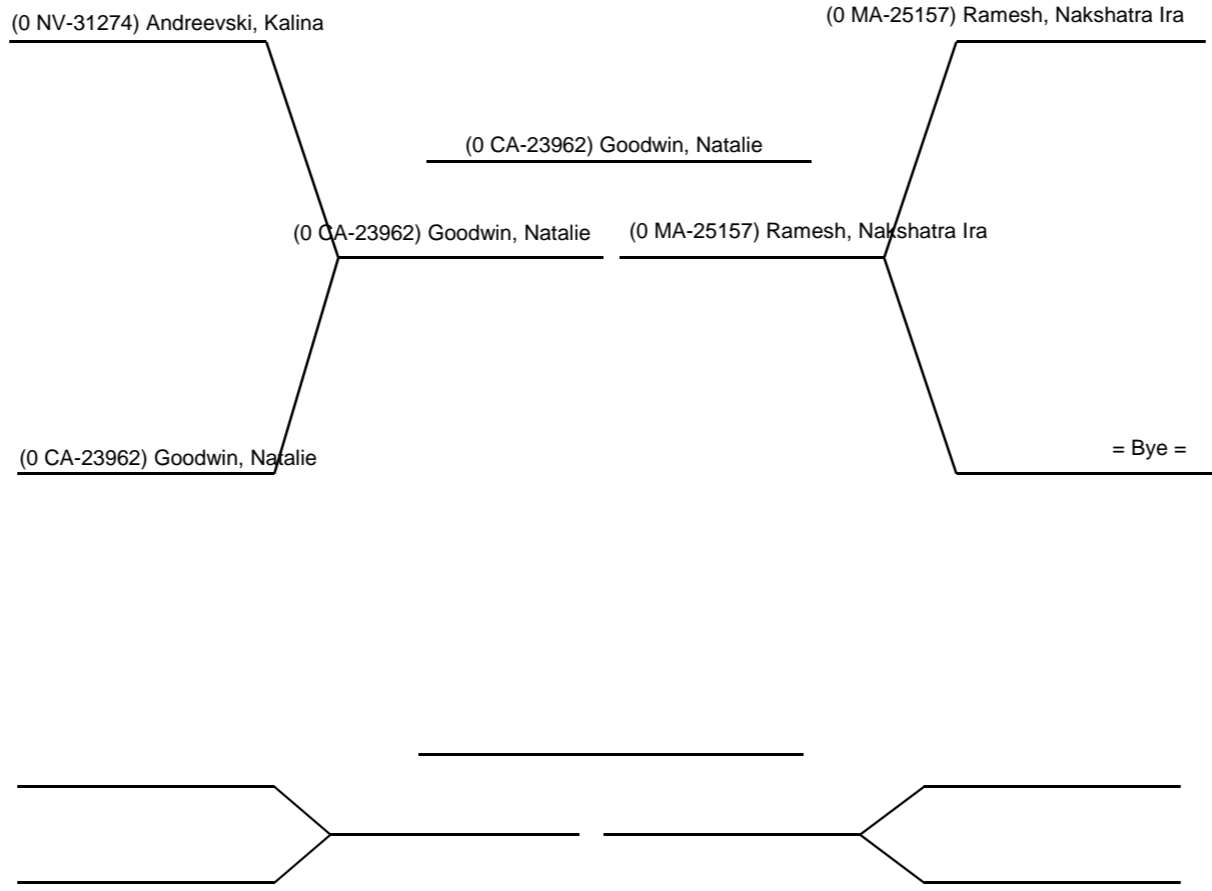 (0 NV-31274) Andreevski, Kalina
(0 MA-25157) Ramesh, Nakshatra Ira
(0 CA-23962) Goodwin, Natalie
(0 CA-23962) Goodwin, Natalie
(0 MA-25157) Ramesh, Nakshatra Ira
(0 CA-23962) Goodwin, Natalie
= Bye =